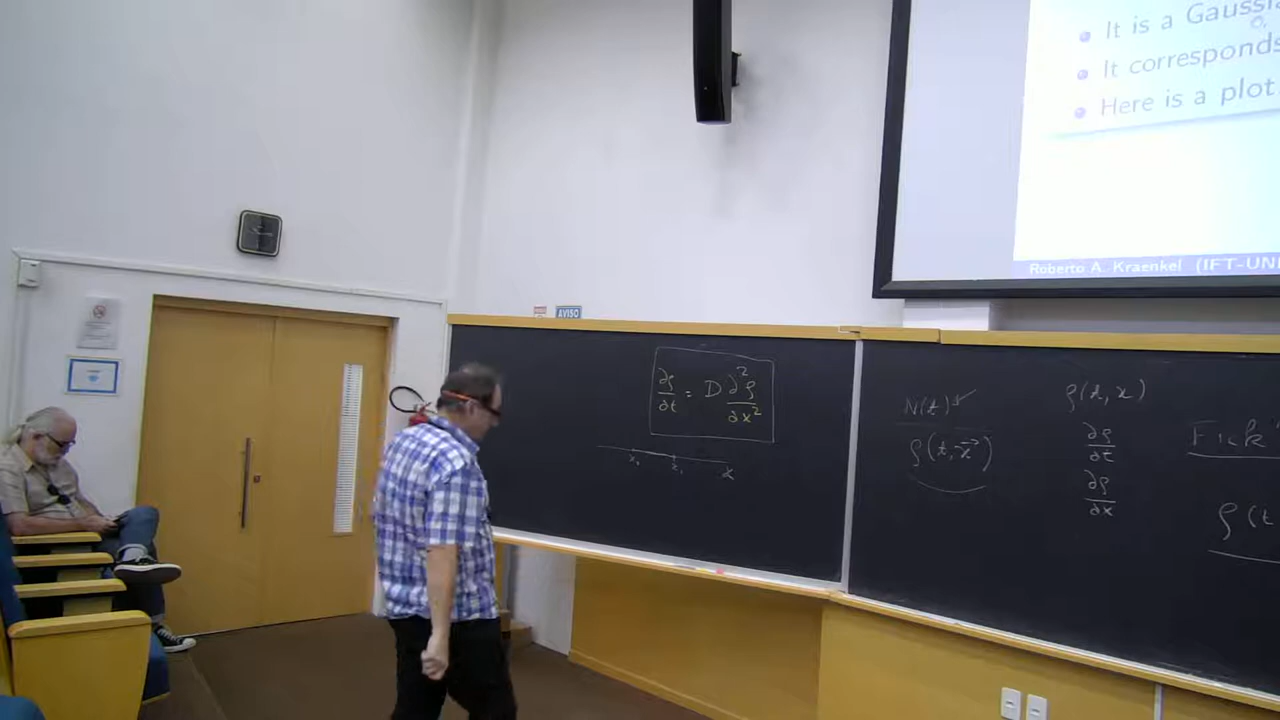 It is a Gaussi
It corresponds
Here is a plot
Roberto A. Kraenkel (IFT-UN
AVISO
∂ρ/∂t = D ∂²ρ/∂x²
x
N(t)
ρ(t, x⃗)
ρ(t, x)
∂ρ/∂t
∂ρ/∂x
Fick'
ρ(t